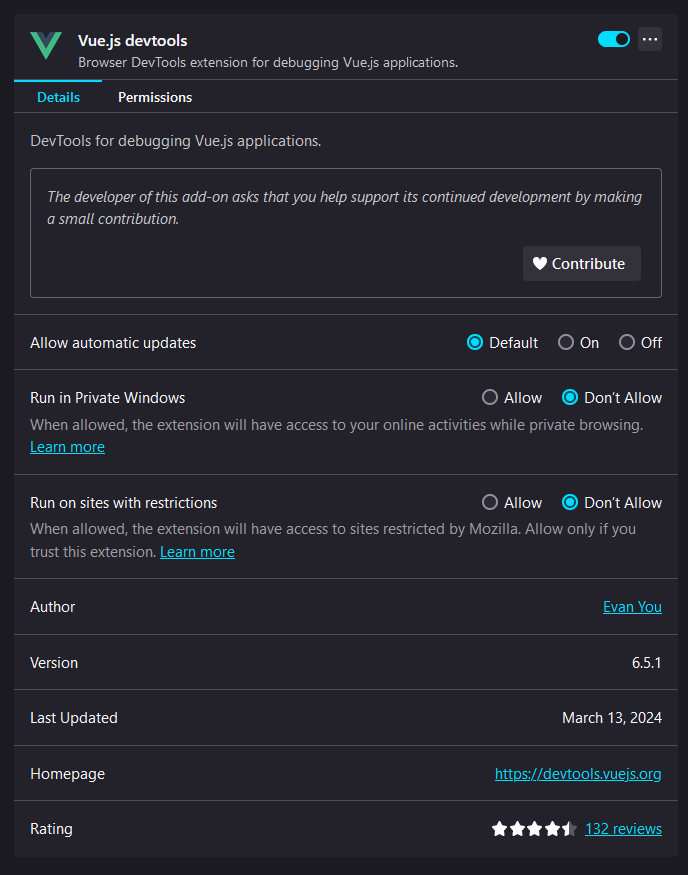 Vue.js devtools
Browser DevTools extension for debugging Vue.js applications.
Details Permissions
DevTools for debugging Vue.js applications.
The developer of this add-on asks that you help support its continued development by making
a small contribution.
Contribute
Allow automatic updates Default On Off
Run in Private Windows Allow Don’t Allow
When allowed, the extension will have access to your online activities while private browsing.
Learn more
Run on sites with restrictions Allow Don’t Allow
When allowed, the extension will have access to sites restricted by Mozilla. Allow only if you
trust this extension. Learn more
Author Evan You
Version 6.5.1
Last Updated March 13, 2024
Homepage https://devtools.vuejs.org
Rating 132 reviews